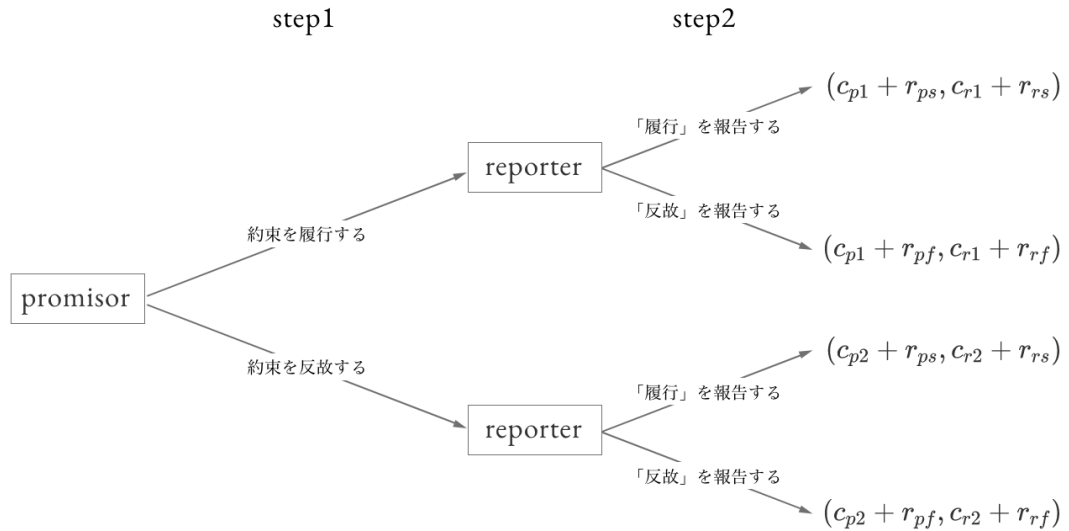 step1
step2
(c_{p1} + r_{ps}, c_{r1} + r_{rs})
「履行」を報告する
reporter
「反故」を報告する
約束を履行する
(c_{p1} + r_{pf}, c_{r1} + r_{rf})
promisor
(c_{p2} + r_{ps}, c_{r2} + r_{rs})
約束を反故する
「履行」を報告する
reporter
「反故」を報告する
(c_{p2} + r_{pf}, c_{r2} + r_{rf})